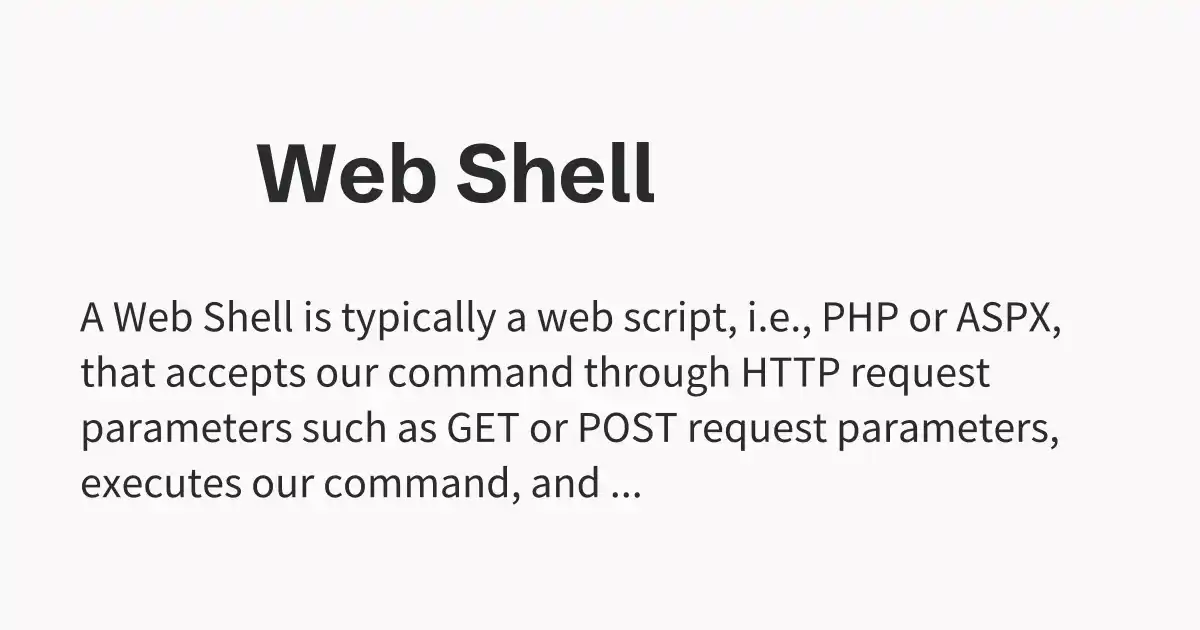 Web Shell
A Web Shell is typically a web script, i.e., PHP or ASPX,
that accepts our command through HTTP request
parameters such as GET or POST request parameters,
executes our command, and ...